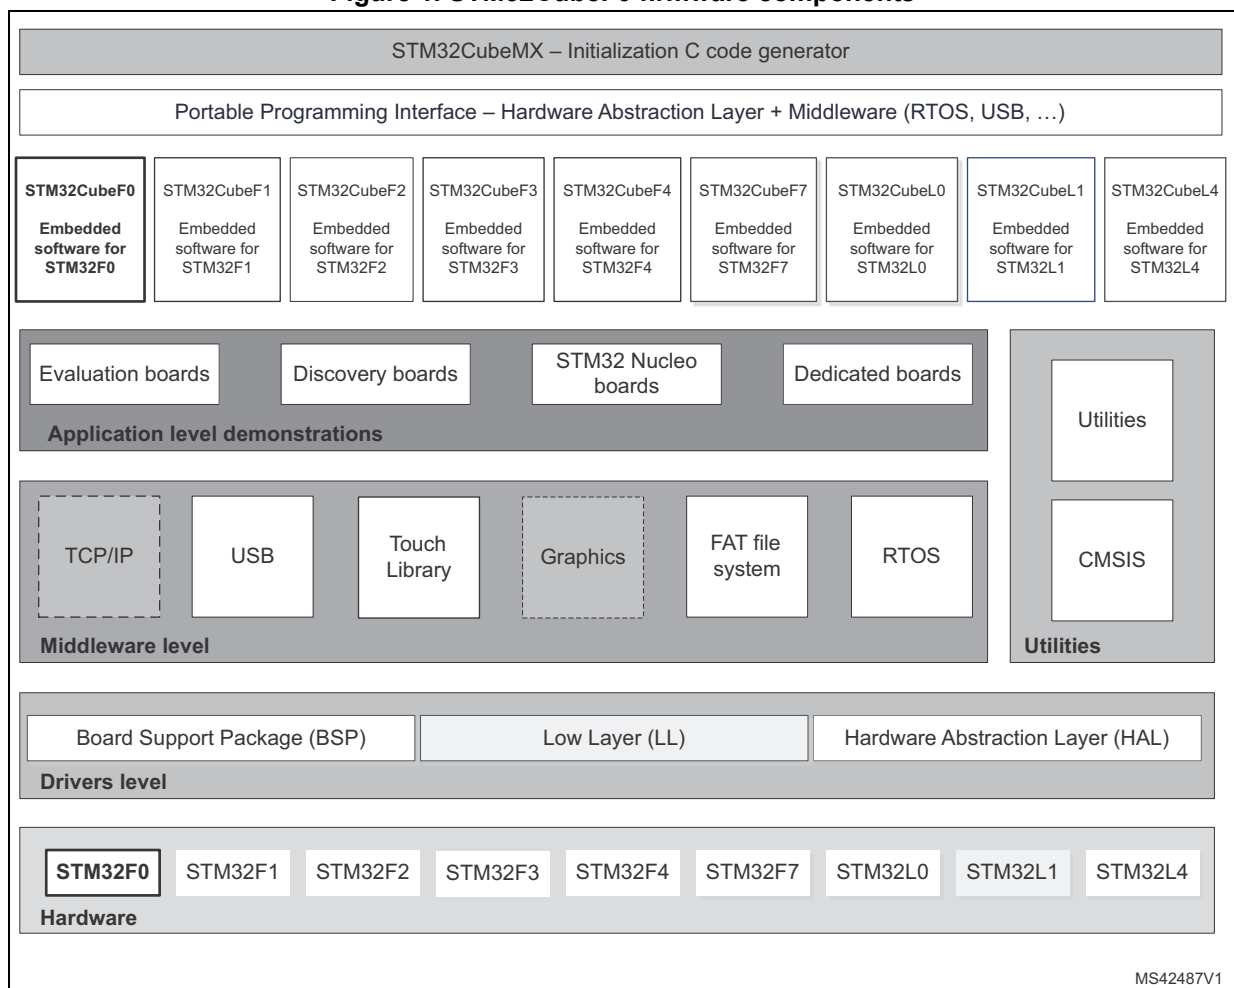 STM32CubeMX – Initialization C code generator
Portable Programming Interface – Hardware Abstraction Layer + Middleware (RTOS, USB, …)
STM32CubeF0
Embedded
software for
STM32F0
STM32CubeF1
Embedded
software for
STM32F1
STM32CubeF2
Embedded
software for
STM32F2
STM32CubeF3
Embedded
software for
STM32F3
STM32CubeF4
Embedded
software for
STM32F4
STM32CubeF7
Embedded
software for
STM32F7
STM32CubeL0
Embedded
software for
STM32L0
STM32CubeL1
Embedded
software for
STM32L1
STM32CubeL4
Embedded
software for
STM32L4
Evaluation boards
Discovery boards
STM32 Nucleo
boards
Dedicated boards
Application level demonstrations
TCP/IP
USB
Touch
Library
Graphics
FAT file
system
RTOS
Middleware level
Utilities
CMSIS
Utilities
Board Support Package (BSP)
Low Layer (LL)
Hardware Abstraction Layer (HAL)
Drivers level
STM32F0
STM32F1
STM32F2
STM32F3
STM32F4
STM32F7
STM32L0
STM32L1
STM32L4
Hardware
MS42487V1